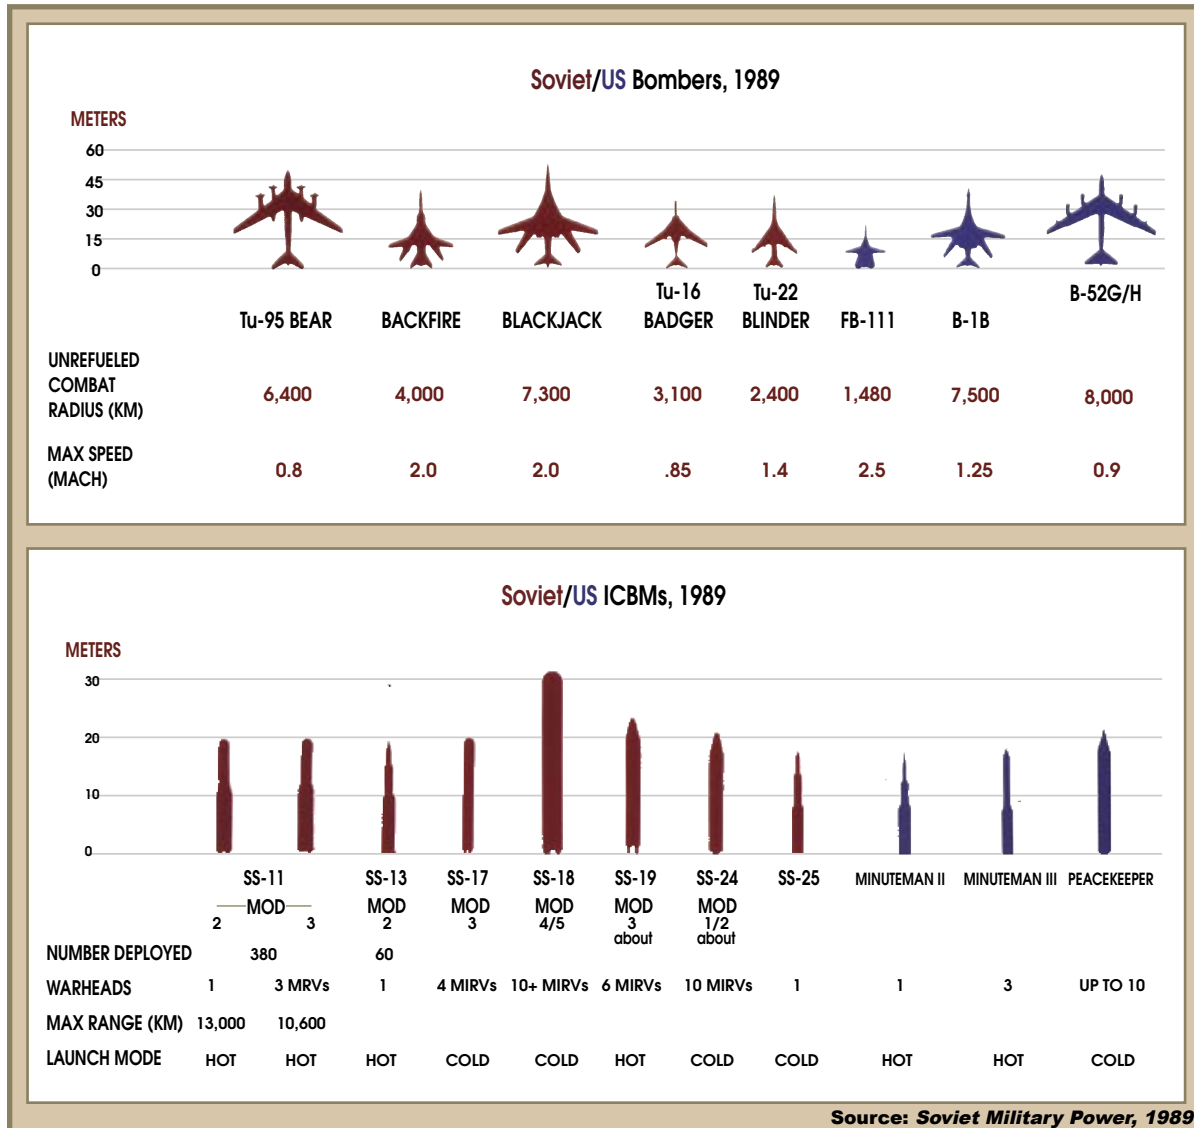 Soviet/US Bombers, 1989
METERS
60
45
30
15
0
Tu-95 BEAR BACKFIRE BLACKJACK Tu-16 BADGER Tu-22 BLINDER FB-111 B-1B B-52G/H
UNREFUELED COMBAT RADIUS (KM) 6,400 4,000 7,300 3,100 2,400 1,480 7,500 8,000
MAX SPEED (MACH) 0.8 2.0 2.0 .85 1.4 2.5 1.25 0.9
Soviet/US ICBMs, 1989
METERS
30
20
10
0
SS-11 SS-13 SS-17 SS-18 SS-19 SS-24 SS-25 MINUTEMAN II MINUTEMAN III PEACEKEEPER
MOD MOD MOD MOD MOD MOD
2 3 2 3 4/5 3 1/2
about about
NUMBER DEPLOYED 380 60
WARHEADS 1 3 MRVs 1 4 MIRVs 10+ MIRVs 6 MIRVs 10 MIRVs 1 1 3 UP TO 10
MAX RANGE (KM) 13,000 10,600
LAUNCH MODE HOT HOT HOT COLD COLD HOT COLD COLD HOT HOT COLD
Source: Soviet Military Power, 1989